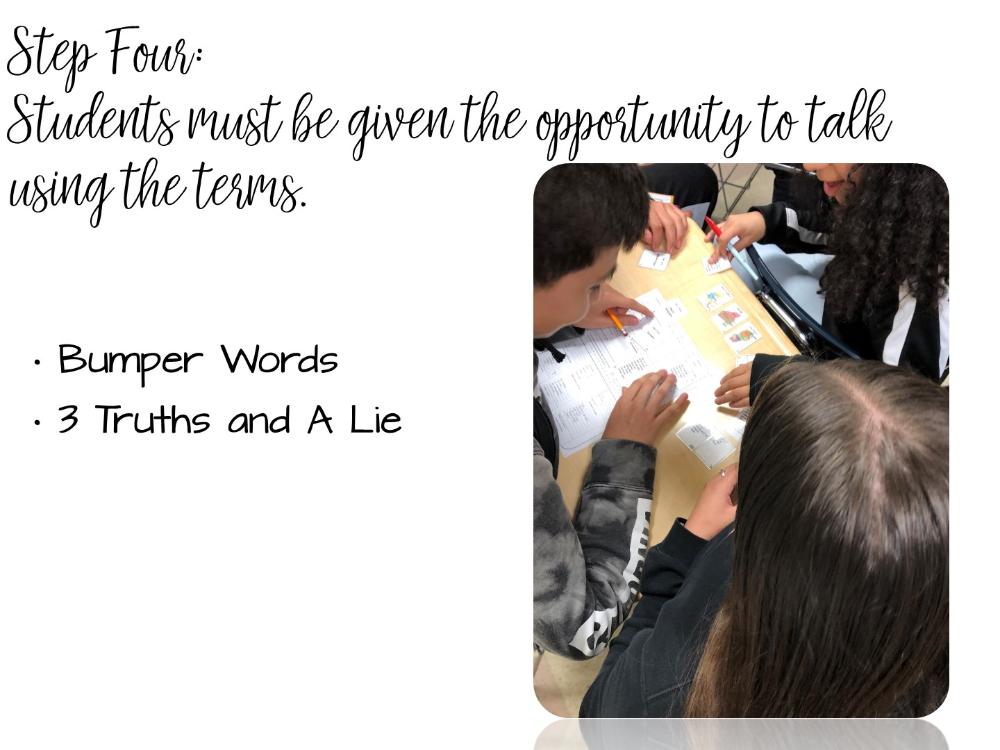 Step Four:
Students must be given the opportunity to talk
using the terms.
• Bumper Words
• 3 Truths and A Lie